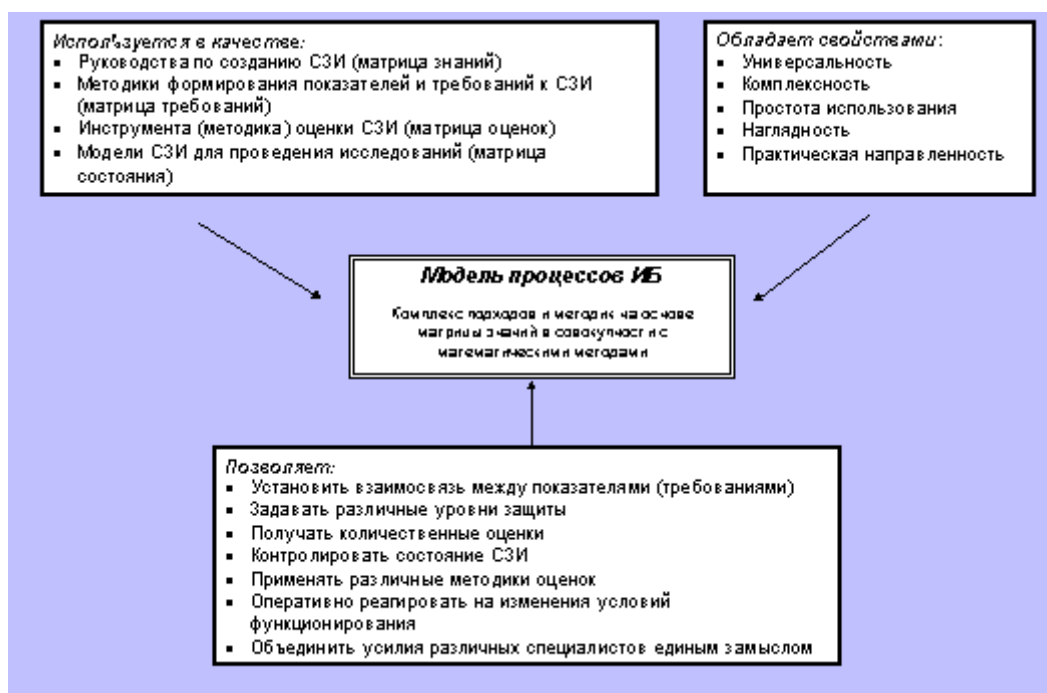 Используется в качестве:
▪ Руководства по созданию СЗИ (матрица знаний)
▪ Методики формирования показателей и требований к СЗИ
(матрица требований)
▪ Инструмента (методика) оценки СЗИ (матрица оценок)
▪ Модели СЗИ для проведения исследований (матрица
состояния)
Обладает свойствами:
▪ Универсальность
▪ Комплексность
▪ Простота использования
▪ Наглядность
▪ Практическая направленность
Модель процессов ИБ
Комплекс подходов и методик на основе
матрицы знаний в совокупности с
математическими методами
Позволяет:
▪ Установить взаимосвязь между показателями (требованиями)
▪ Задавать различные уровни защиты
▪ Получать количественные оценки
▪ Контролировать состояние СЗИ
▪ Применять различные методики оценок
▪ Оперативно реагировать на изменения условий
функционирования
▪ Объединить усилия различных специалистов единым замыслом